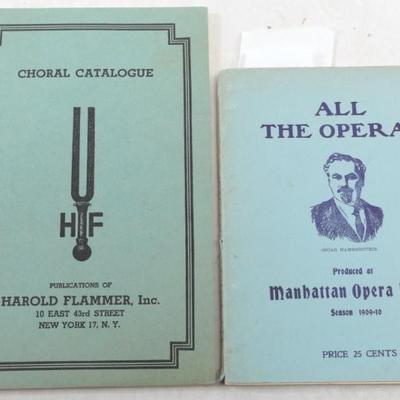 CHORAL CATALOGUE
HF
PUBLICATIONS OF
HAROLD FLAMMER, Inc.
10 EAST 43rd STREET
NEW YORK 17, N. Y.
ALL
THE OPERA
OSCAR HAMMERSTEIN
Produced at
Manhattan Opera
Season 1909-10
PRICE 25 CENTS